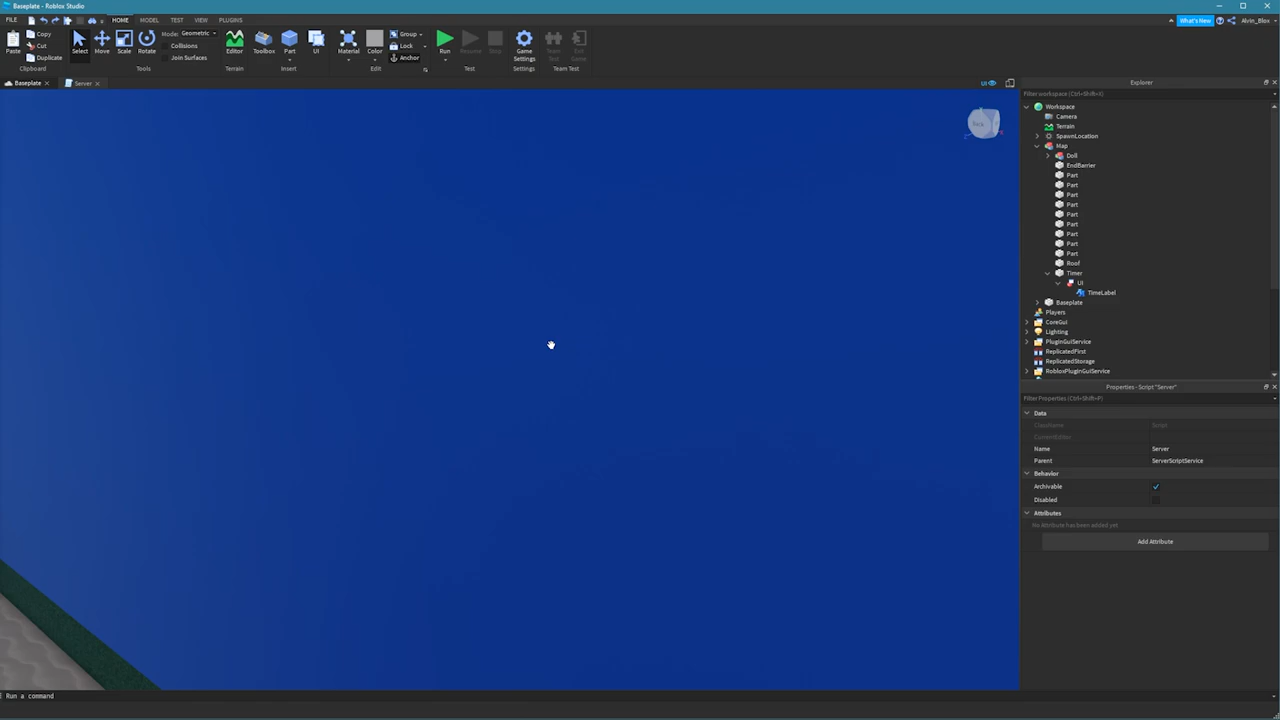 Baseplate - Roblox Studio
FILE
HOME
MODEL
TEST
VIEW
PLUGINS
What's New
Alvin_Blox
Paste
Copy
Cut
Duplicate
Clipboard
Select
Move
Scale
Rotate
Mode: Geometric
Collisions
Join Surfaces
Tools
Editor
Terrain
Toolbox
Part
UI
Insert
Material
Color
Group
Lock
Anchor
Edit
Run
Resume
Stop
Test
Game Settings
Settings
Team Test
Exit Game
Team Test
Baseplate
Server
UI
Explorer
Filter workspace (Ctrl+Shift+X)
Workspace
Camera
Terrain
SpawnLocation
Map
Doll
EndBarrier
Part
Part
Part
Part
Part
Part
Part
Part
Part
Roof
Timer
UI
TimeLabel
Baseplate
Players
CoreGui
Lighting
PluginGuiService
ReplicatedFirst
ReplicatedStorage
RobloxPluginGuiService
Properties - Script "Server"
Filter Properties (Ctrl+Shift+P)
Data
ClassName Script
CurrentEditor
Name Server
Parent ServerScriptService
Behavior
Archivable
Disabled
Attributes
No Attribute has been added yet
Add Attribute
Run a command